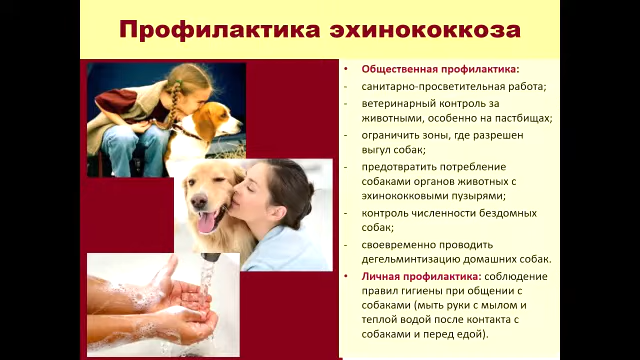 Профилактика эхинококкоза
• Общественная профилактика:
- санитарно-просветительная работа;
- ветеринарный контроль за
животными, особенно на пастбищах;
- ограничить зоны, где разрешен
выгул собак;
- предотвратить потребление
собаками органов животных с
эхинококковыми пузырями;
- контроль численности бездомных
собак;
- своевременно проводить
дегельминтизацию домашних собак.
• Личная профилактика: соблюдение
правил гигиены при общении с
собаками (мыть руки с мылом и
теплой водой после контакта с
собаками и перед едой).